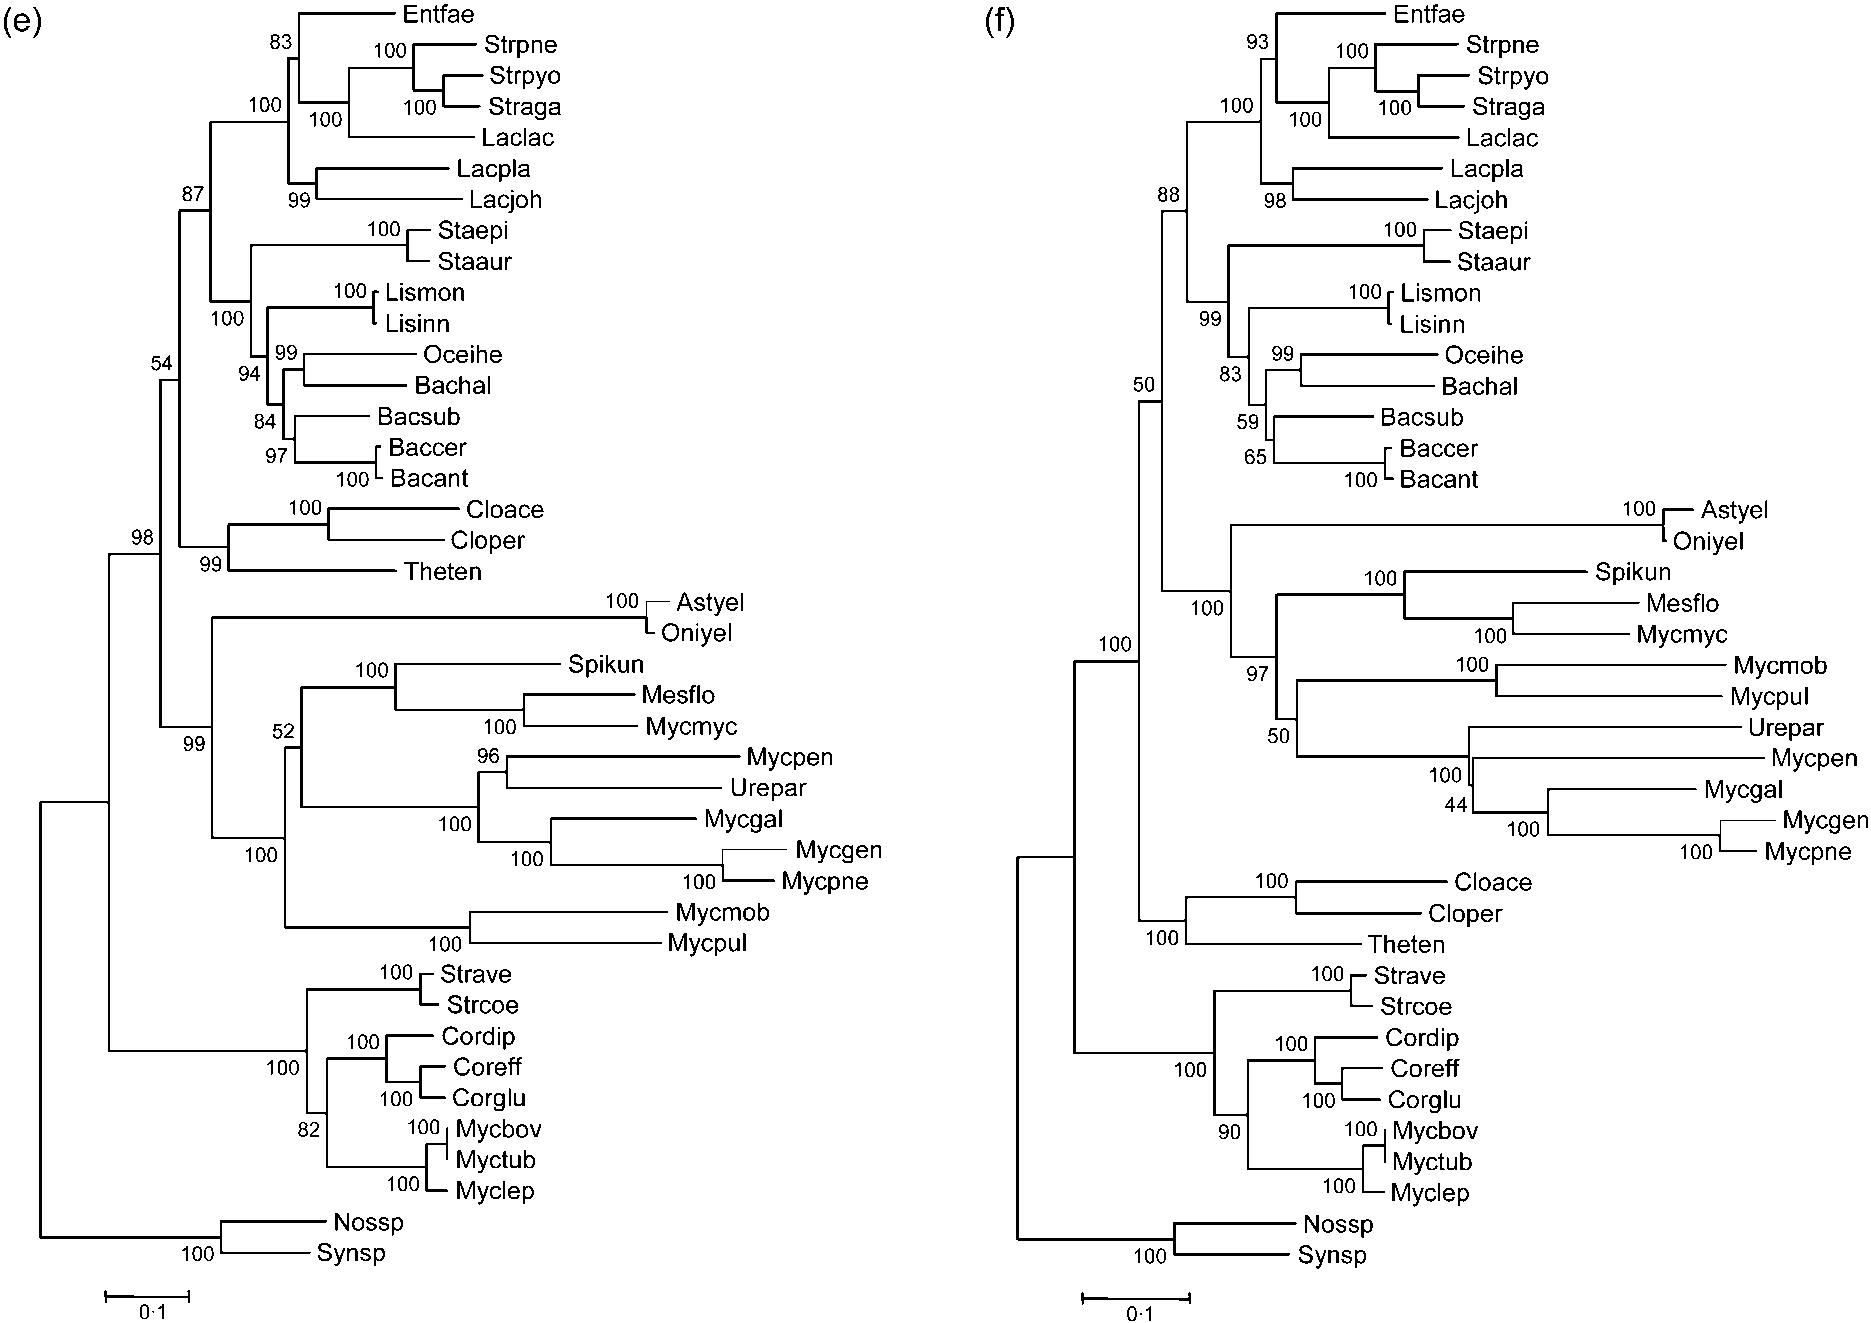 (e)
Entfae
83
100
Strpne
Strpyo
100
Straga
100
100
Laclac
Lacpla
99
Lacjoh
87
100
Staepi
Staaur
100
Lismon
100
Lisinn
99
Oceihe
54
94
Bachal
84
Bacsub
97
Baccer
100
Bacant
100
Cloace
98
Cloper
99
Theten
100
Astyel
Oniyel
100
Spikun
Mesflo
99
52
100
Mycmyc
96
Mycpen
Urepar
100
Mycgal
100
100
Mycgen
100
Mycpne
Mycmob
100
Mycpul
100
Strave
Strcoe
100
Cordip
100
Coreff
100
Corglu
82
100
Mycbov
Myctub
100
Myclep
Nossp
100
Synsp
0·1
(f)
Entfae
93
100
Strpne
Strpyo
100
Straga
100
100
Laclac
Lacpla
98
Lacjoh
88
100
Staepi
Staaur
99
100
Lismon
Lisinn
99
Oceihe
83
50
Bachal
59
Bacsub
65
Baccer
100
Bacant
100
Astyel
Oniyel
100
Spikun
100
Mesflo
100
Mycmyc
100
97
100
Mycmob
Mycpul
50
Urepar
100
Mycpen
44
Mycgal
100
Mycgen
100
Mycpne
100
Cloace
Cloper
100
Theten
100
Strave
Strcoe
100
100
Cordip
Coreff
100
Corglu
90
100
Mycbov
Myctub
100
Myclep
Nossp
100
Synsp
0·1